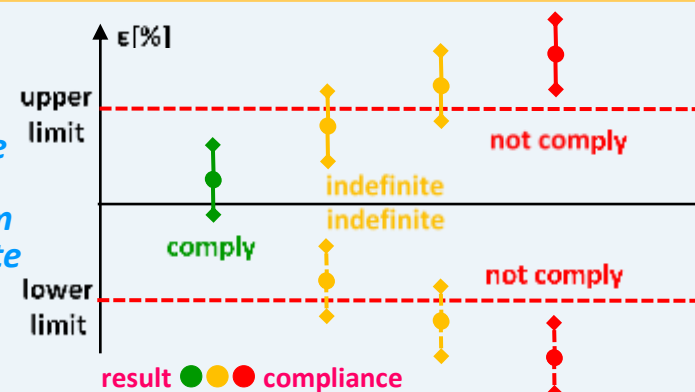 ε[%]
upper
limit
not comply
indefinite
indefinite
comply
not comply
lower
limit
result compliance